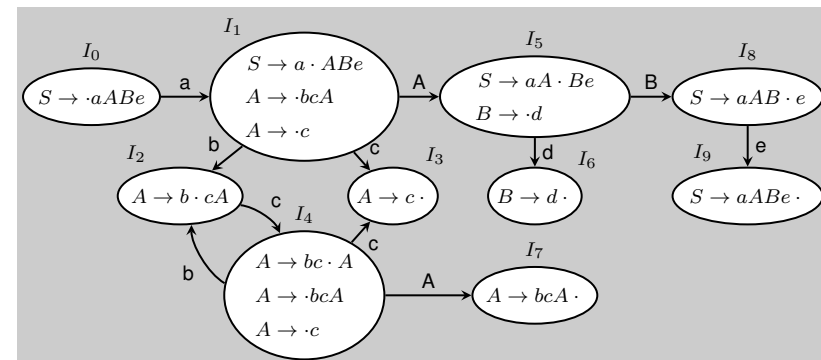 I₀
S → ·aABe
a
I₁
S → a · ABe
A → ·bcA
A → ·c
A
I₅
S → aA · Be
B → ·d
B
I₈
S → aAB · e
b
c
d
e
I₂
A → b · cA
I₃
A → c ·
I₆
B → d ·
I₉
S → aABe ·
c
b
c
I₄
A → bc · A
A → ·bcA
A → ·c
A
I₇
A → bcA ·